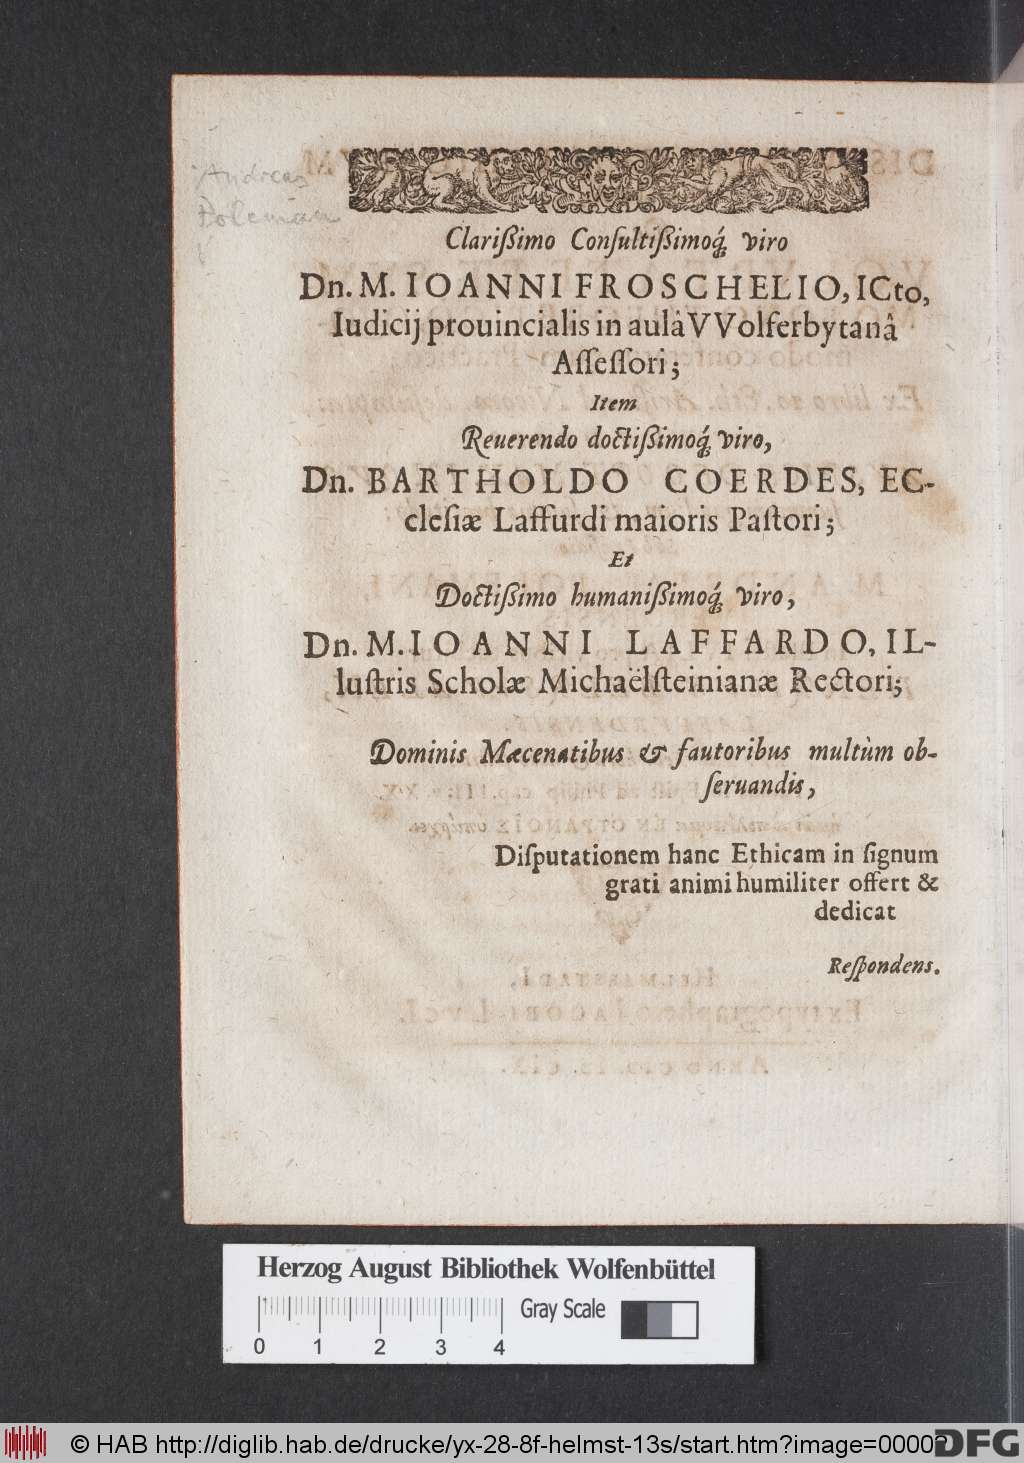 Andreas
Clarißimo Conſultißimoq́; viro
Dn. M. IOANNI FROSCHELIO, ICto,
Iudicij prouincialis in aulâ VVolferbytanâ
Aſſeſſori;
Item
Reuerendo doctißimoq́; viro,
Dn. BARTHOLDO COERDES, EC-
cleſiæ Laffurdi maioris Paſtori;
Et
Doctißimo humanißimoq́; viro,
Dn. M. IOANNI LAFFARDO, IL-
luſtris Scholæ Michaëlſteinianæ Rectori;
Dominis Mæcenatibus & fautoribus multùm ob-
ſeruandis,
Diſputationem hanc Ethicam in ſignum
grati animi humiliter offert &
dedicat
Reſpondens.
Herzog August Bibliothek Wolfenbüttel
Gray Scale
0 1 2 3 4
© HAB http://diglib.hab.de/drucke/yx-28-8f-helmst-13s/start.htm?image=00002
DFG